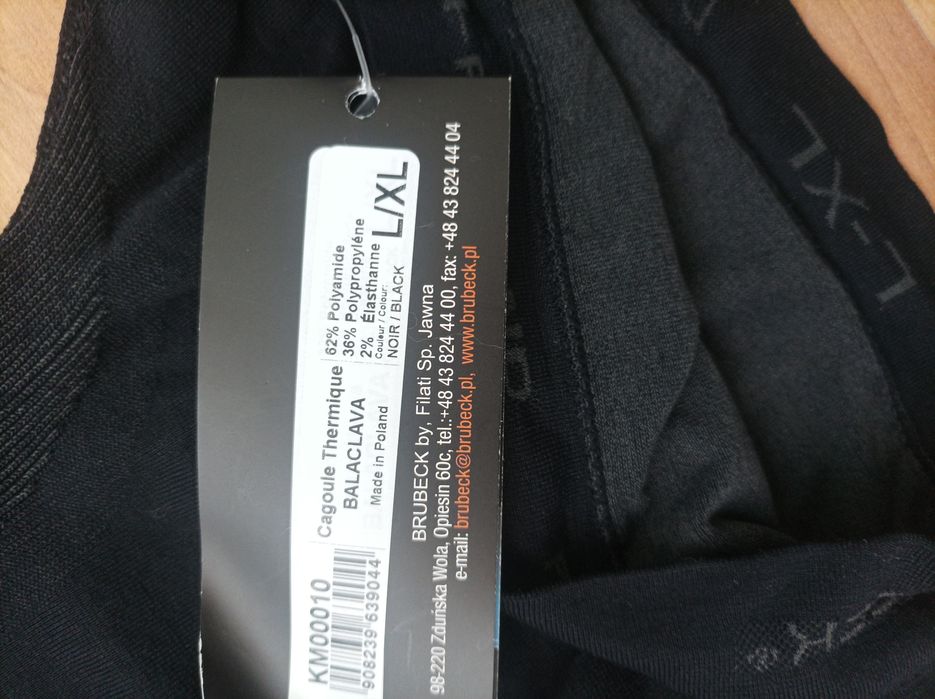 KM00010
908239 639044
Cagoule Thermique
BALACLAVA
Made in Poland
62% Polyamide
36% Polypropyléne
2% Élasthanne
Couleur / Colour:
NOIR / BLACK
L/XL
BRUBECK by, Filati Sp. Jawna
98-220 Zduńska Wola, Opiesin 60c, tel.:+48 43 824 44 00, fax: +48 43 824 44 04
e-mail: brubeck@brubeck.pl, www.brubeck.pl
L-XL